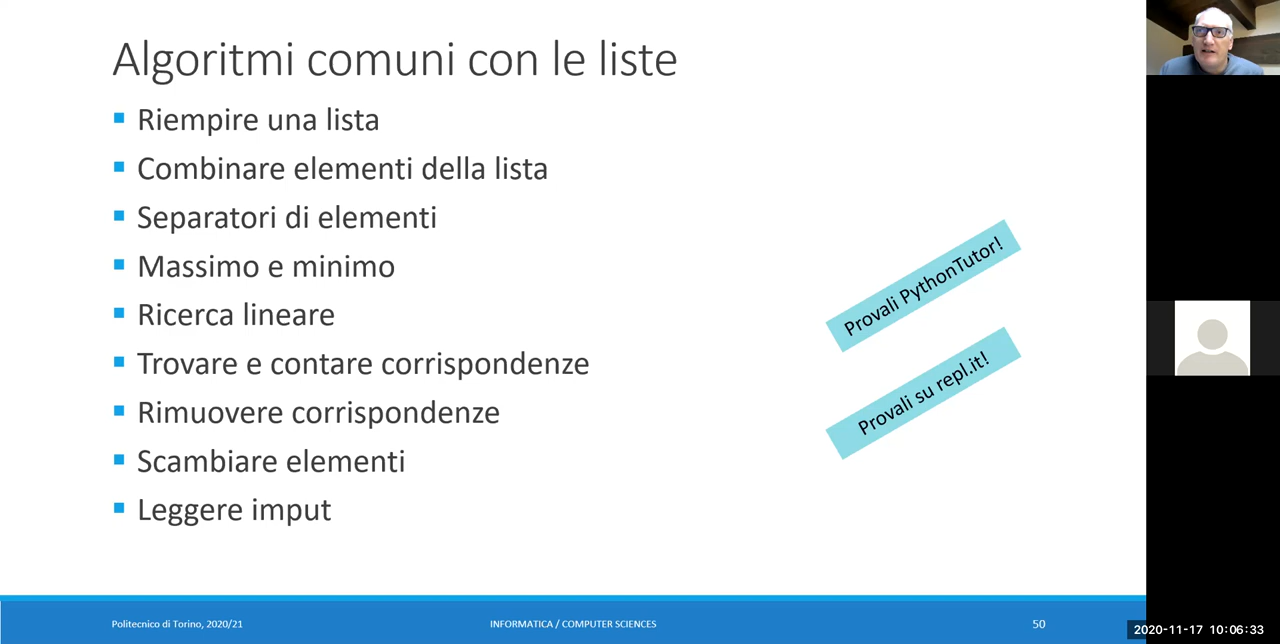 Algoritmi comuni con le liste
Riempire una lista
Combinare elementi della lista
Separatori di elementi
Massimo e minimo
Ricerca lineare
Trovare e contare corrispondenze
Rimuovere corrispondenze
Scambiare elementi
Leggere imput
Provali PythonTutor!
Provali su repl.it!
Politecnico di Torino, 2020/21
INFORMATICA / COMPUTER SCIENCES
50
2020-11-17 10:06:33